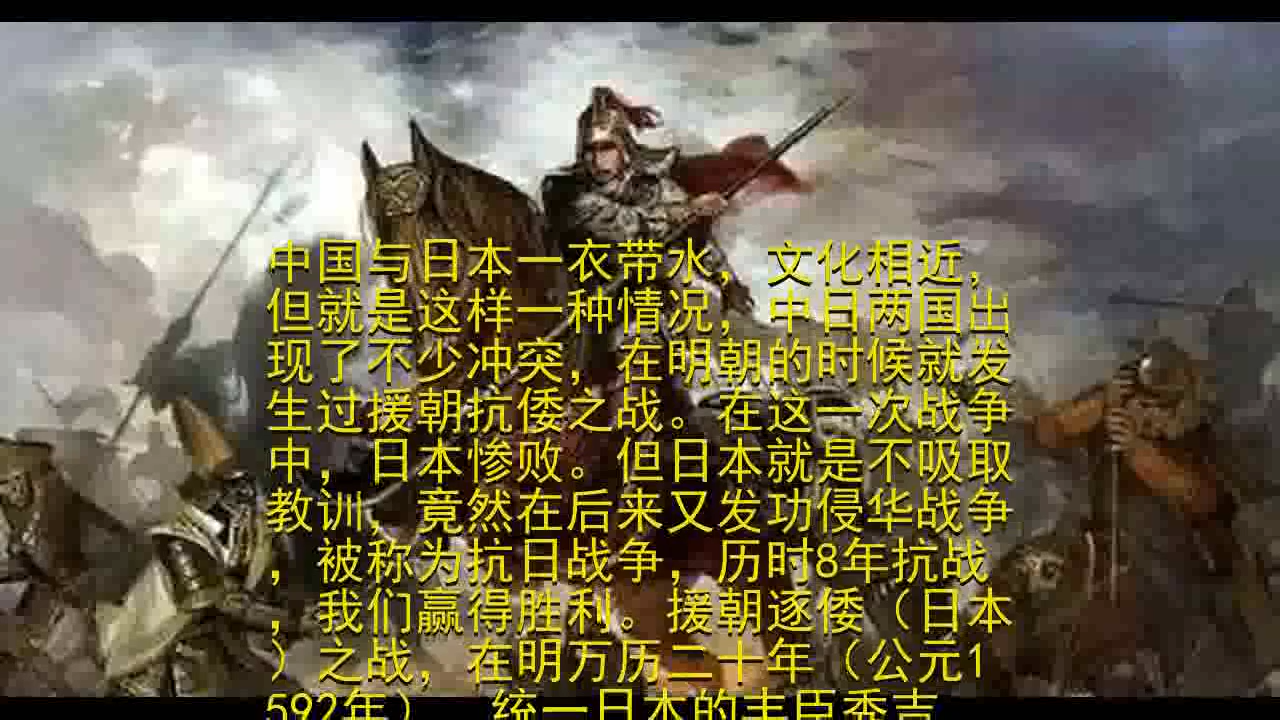 中国与日本一衣带水，文化相近，
但就是这样一种情况，中日两国出
现了不少冲突，在明朝的时候就发
生过援朝抗倭之战。在这一次战争
中，日本惨败。但日本就是不吸取
教训，竟然在后来又发功侵华战争
，被称为抗日战争，历时8年抗战
，我们赢得胜利。援朝逐倭（日本
）之战，在明万历二十年（公元1
592年），统一日本的丰臣秀吉